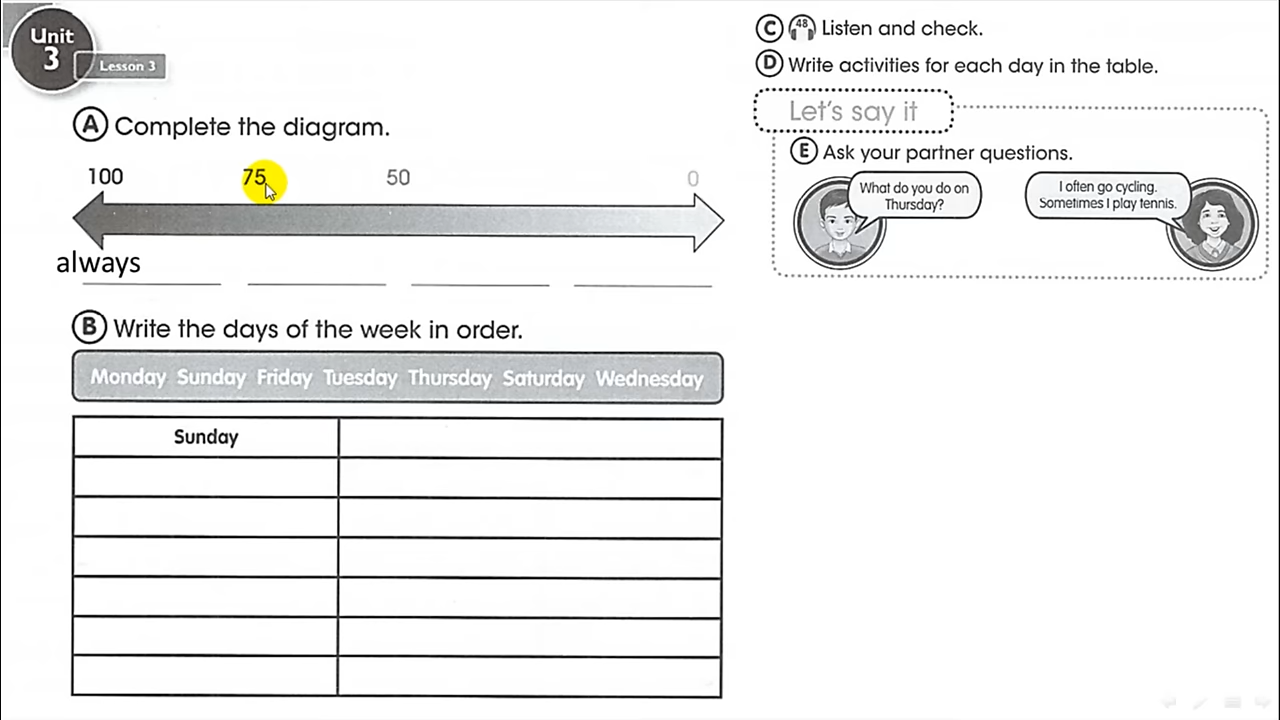 Unit
3
Lesson 3
A Complete the diagram.
100 75 50 0
always
B Write the days of the week in order.
Monday Sunday Friday Tuesday Thursday Saturday Wednesday
Sunday
C 48 Listen and check.
D Write activities for each day in the table.
Let's say it
E Ask your partner questions.
What do you do on
Thursday?
I often go cycling.
Sometimes I play tennis.